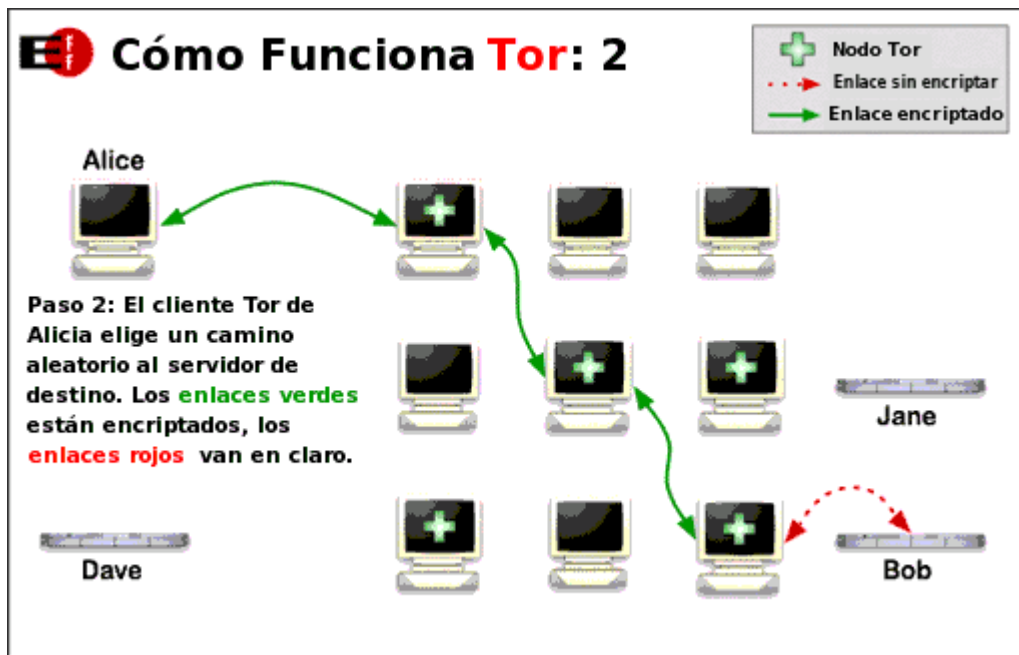 Eff Cómo Funciona Tor: 2
Nodo Tor
Enlace sin encriptar
Enlace encriptado
Alice
Paso 2: El cliente Tor de
Alicia elige un camino
aleatorio al servidor de
destino. Los enlaces verdes
están encriptados, los
enlaces rojos van en claro.
Jane
Dave
Bob